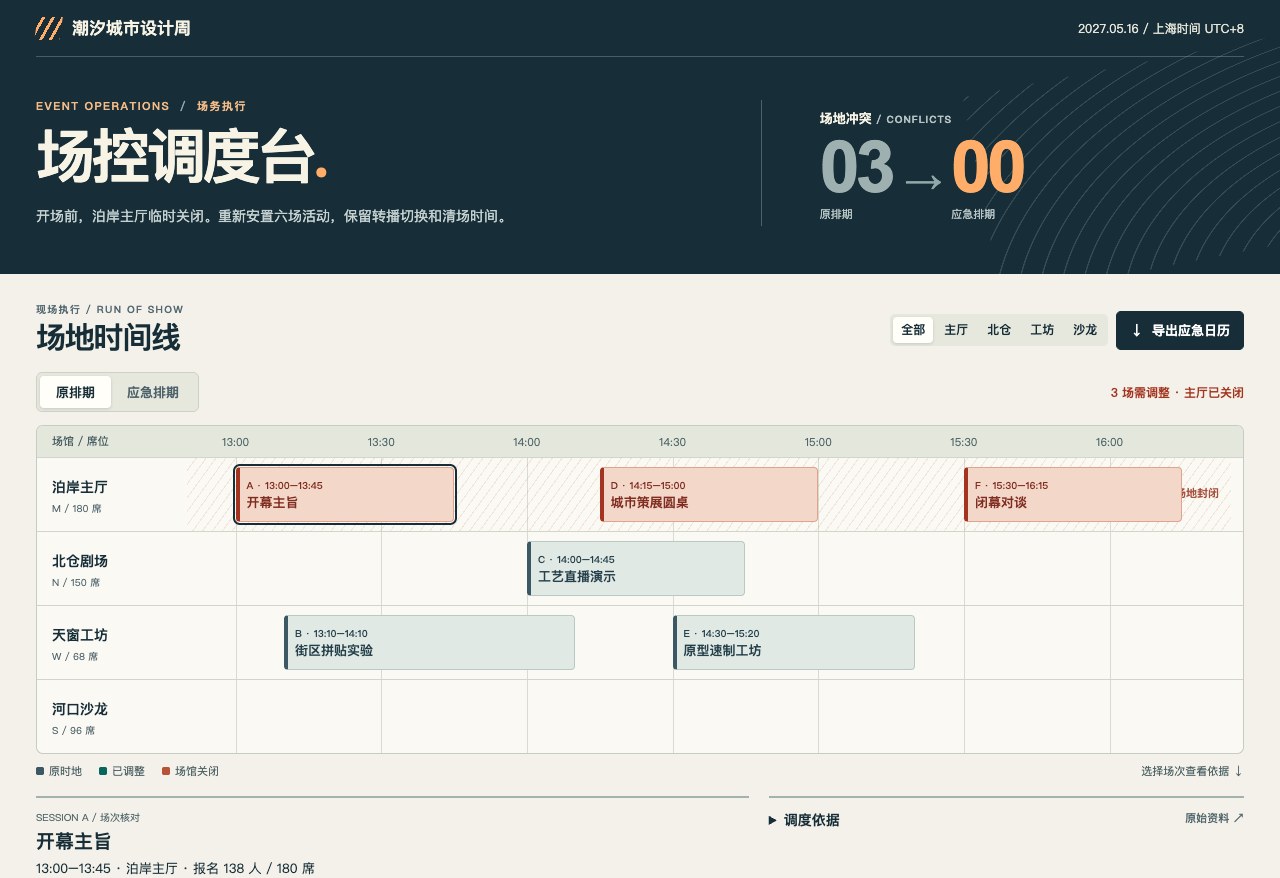 潮汐城市设计周
2027.05.16 / 上海时间 UTC+8
EVENT OPERATIONS / 场务执行
场控调度台.
开场前，泊岸主厅临时关闭。重新安置六场活动，保留转播切换和清场时间。
场地冲突 / CONFLICTS
03 → 00
原排期 应急排期
现场执行 / RUN OF SHOW
场地时间线
全部 主厅 北仓 工坊 沙龙
↓ 导出应急日历
原排期 应急排期
3 场需调整 · 主厅已关闭
场馆 / 席位 13:00 13:30 14:00 14:30 15:00 15:30 16:00
泊岸主厅
M / 180 席
A · 13:00—13:45
开幕主旨
D · 14:15—15:00
城市策展圆桌
F · 15:30—16:15
闭幕对谈
地封闭
北仓剧场
N / 150 席
C · 14:00—14:45
工艺直播演示
天窗工坊
W / 68 席
B · 13:10—14:10
街区拼贴实验
E · 14:30—15:20
原型速制工坊
河口沙龙
S / 96 席
原时地 已调整 场馆关闭
选择场次查看依据 ↓
SESSION A / 场次核对
开幕主旨
13:00—13:45 · 泊岸主厅 · 报名 138 人 / 180 席
▶ 调度依据
原始资料 ↗